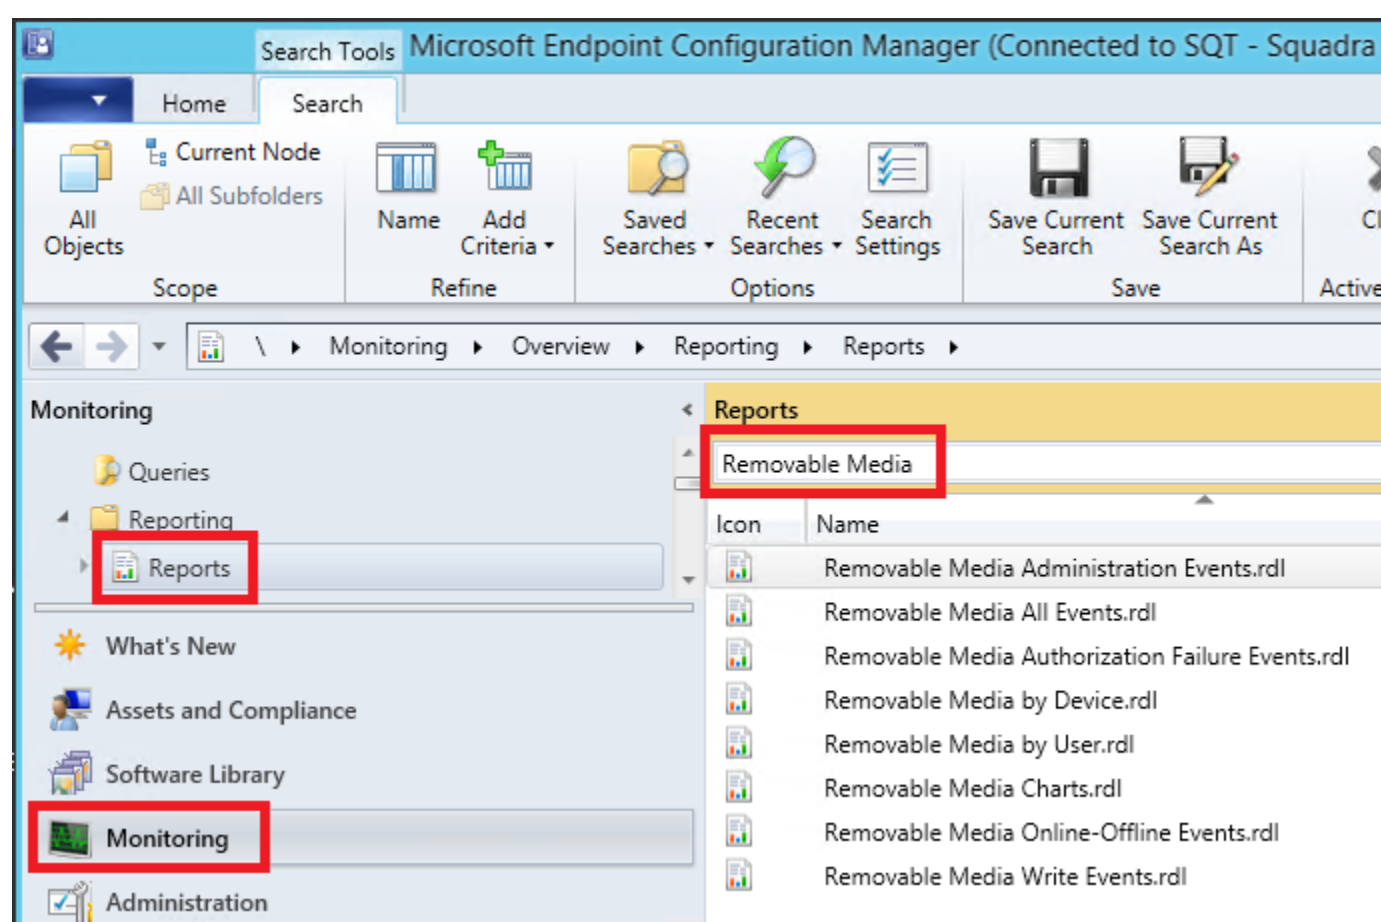 Search Tools Microsoft Endpoint Configuration Manager (Connected to SQT - Squadra
Home Search
Current Node
All Subfolders
All Objects
Name
Add Criteria
Saved Searches
Recent Searches
Search Settings
Save Current Search
Save Current Search As
Scope Refine Options Save Active
\ Monitoring Overview Reporting Reports
Monitoring
Queries
Reporting
Reports
What's New
Assets and Compliance
Software Library
Monitoring
Administration
Reports
Removable Media
Icon Name
Removable Media Administration Events.rdl
Removable Media All Events.rdl
Removable Media Authorization Failure Events.rdl
Removable Media by Device.rdl
Removable Media by User.rdl
Removable Media Charts.rdl
Removable Media Online-Offline Events.rdl
Removable Media Write Events.rdl